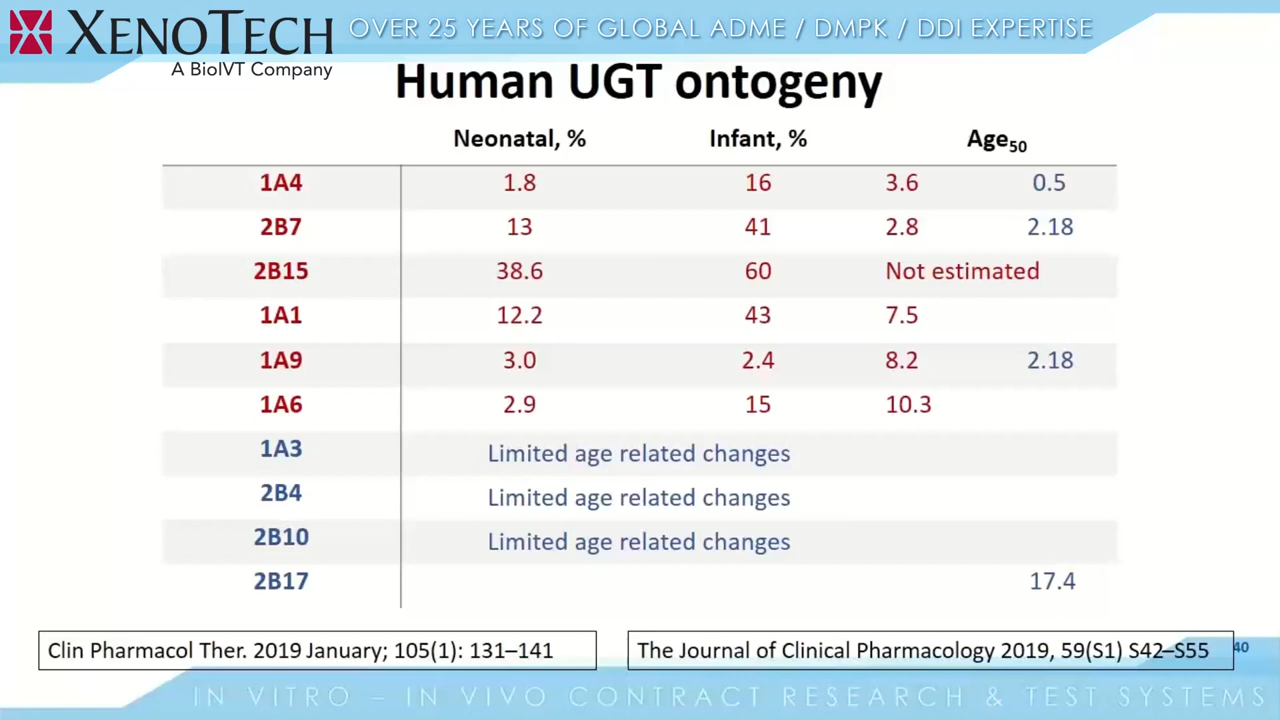 XENOTECH
A BioIVT Company
OVER 25 YEARS OF GLOBAL ADME / DMPK / DDI EXPERTISE
Human UGT ontogeny
Neonatal, % Infant, % Age50
1A4 1.8 16 3.6 0.5
2B7 13 41 2.8 2.18
2B15 38.6 60 Not estimated
1A1 12.2 43 7.5
1A9 3.0 2.4 8.2 2.18
1A6 2.9 15 10.3
1A3 Limited age related changes
2B4 Limited age related changes
2B10 Limited age related changes
2B17 17.4
Clin Pharmacol Ther. 2019 January; 105(1): 131–141
The Journal of Clinical Pharmacology 2019, 59(S1) S42–S55
40
IN VITRO – IN VIVO CONTRACT RESEARCH & TEST SYSTEMS